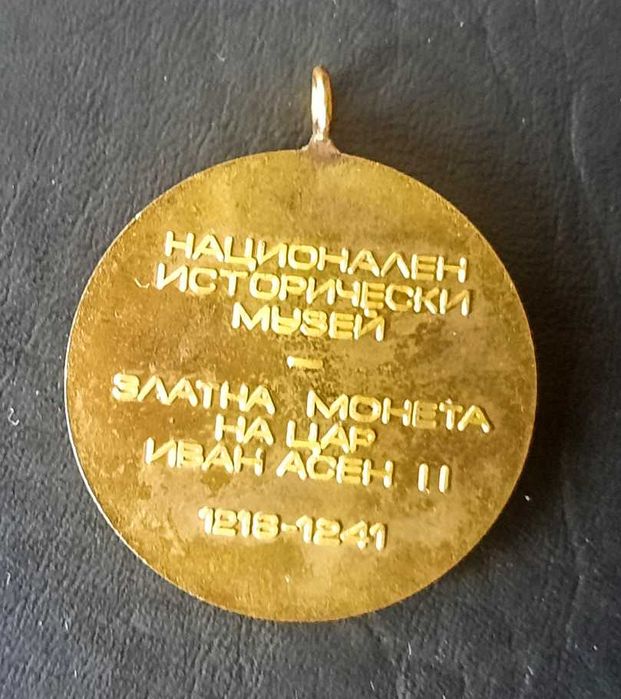 НАЦИОНАЛЕН
ИСТОРИЧЕСКИ
МУЗЕЙ
–
ЗЛАТНА МОНЕТА
НА ЦАР
ИВАН АСЕН II
1218-1241